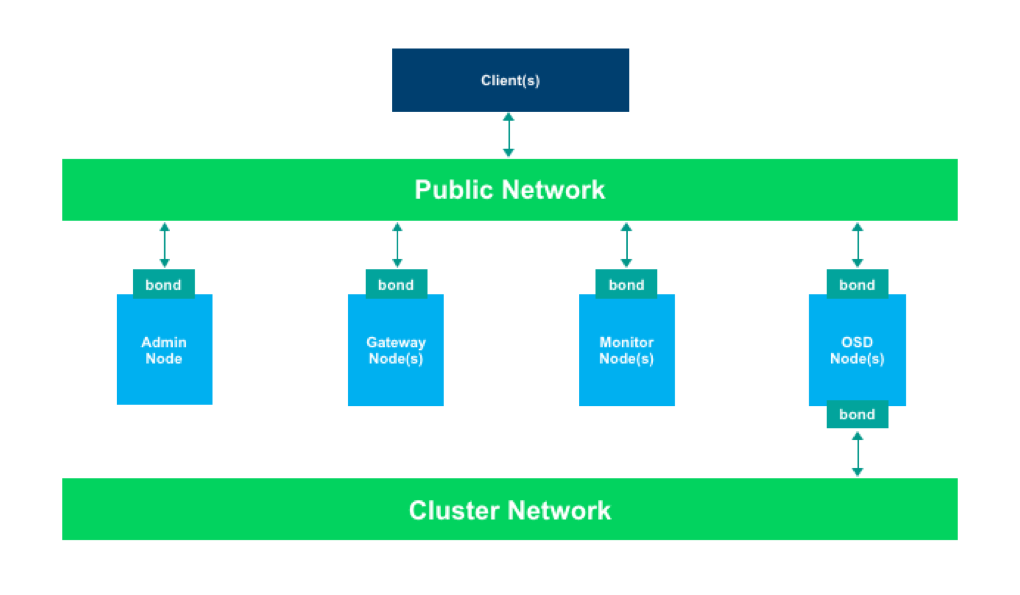 Client(s)
Public Network
bond
bond
bond
bond
Admin
Node
Gateway
Node(s)
Monitor
Node(s)
OSD
Node(s)
bond
Cluster Network